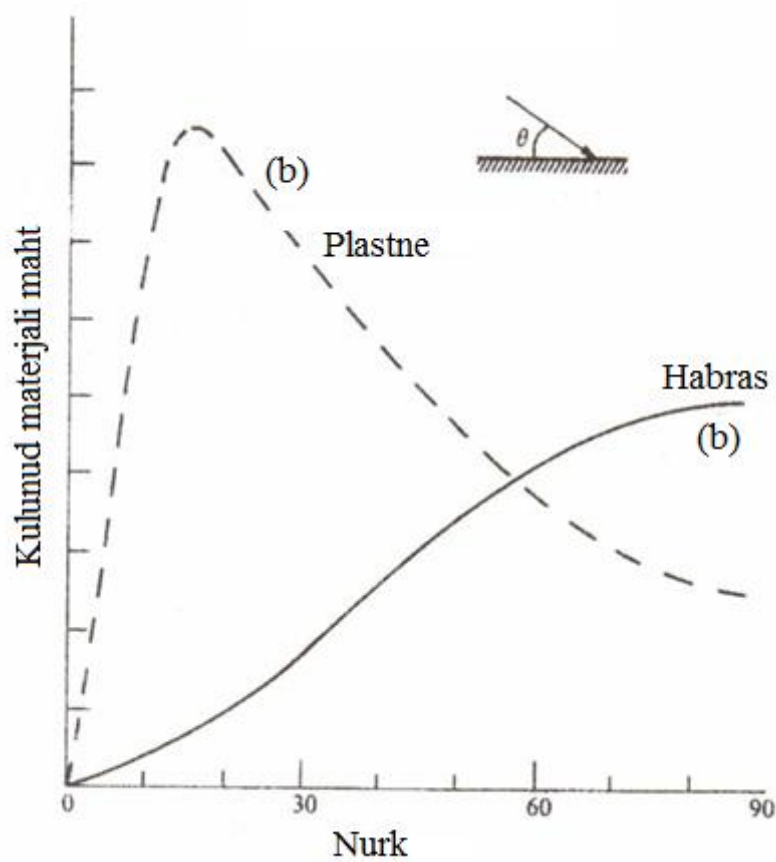 Kulunud materjali maht
θ
(b)
Plastne
Habras
(b)
0
30
60
90
Nurk